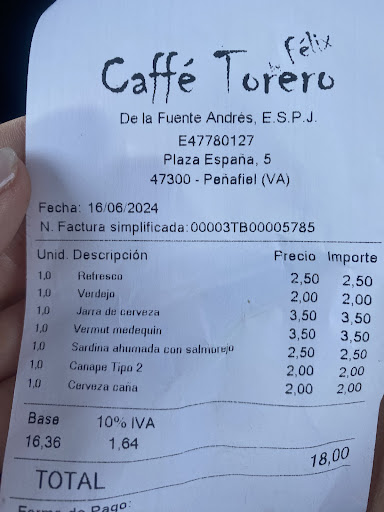 Félix
Caffé Torero
De la Fuente Andrés, E.S.P.J.
E47780127
Plaza España, 5
47300 - Peñafiel (VA)
Fecha: 16/06/2024
N. Factura simplificada:00003TB00005785
Unid. Descripción Precio Importe
1,0 Refresco 2,50 2,50
1,0 Verdejo 2,00 2,00
1,0 Jarra de cerveza 3,50 3,50
1,0 Vermut medequin 3,50 3,50
1,0 Sardina ahumada con salmorejo 2,50 2,50
1,0 Canape Tipo 2 2,00 2,00
1,0 Cerveza caña 2,00 2,00
Base 10% IVA
16,36 1,64
TOTAL 18,00
Forma de Pago: